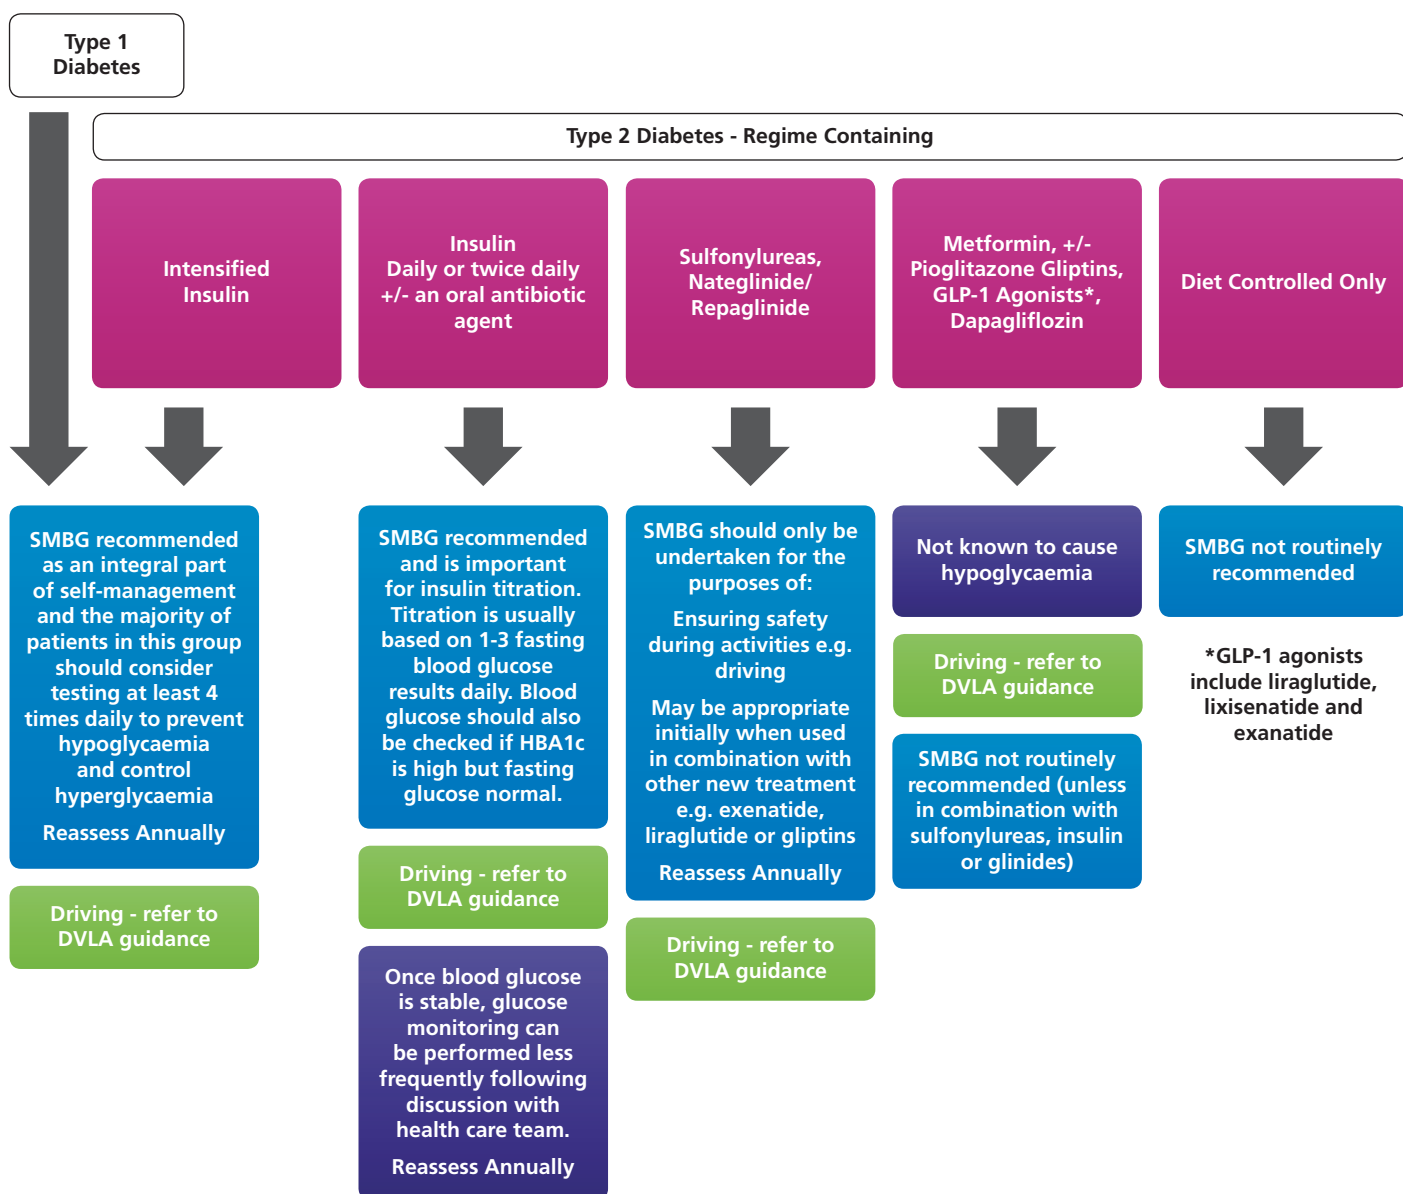 Type 1
Diabetes
Type 2 Diabetes - Regime Containing
Intensified
Insulin
Insulin
Daily or twice daily
+/- an oral antibiotic
agent
Sulfonylureas,
Nateglinide/
Repaglinide
Metformin, +/-
Pioglitazone Gliptins,
GLP-1 Agonists*,
Dapagliflozin
Diet Controlled Only
SMBG recommended
as an integral part
of self-management
and the majority of
patients in this group
should consider
testing at least 4
times daily to prevent
hypoglycaemia
and control
hyperglycaemia
Reassess Annually
Driving - refer to
DVLA guidance
SMBG recommended
and is important
for insulin titration.
Titration is usually
based on 1-3 fasting
blood glucose
results daily. Blood
glucose should also
be checked if HBA1c
is high but fasting
glucose normal.
Driving - refer to
DVLA guidance
Once blood glucose
is stable, glucose
monitoring can
be performed less
frequently following
discussion with
health care team.
Reassess Annually
SMBG should only be
undertaken for the
purposes of:
Ensuring safety
during activities e.g.
driving
May be appropriate
initially when used
in combination with
other new treatment
e.g. exenatide,
liraglutide or gliptins
Reassess Annually
Driving - refer to
DVLA guidance
Not known to cause
hypoglycaemia
Driving - refer to
DVLA guidance
SMBG not routinely
recommended (unless
in combination with
sulfonylureas, insulin
or glinides)
SMBG not routinely
recommended
*GLP-1 agonists
include liraglutide,
lixisenatide and
exanatide